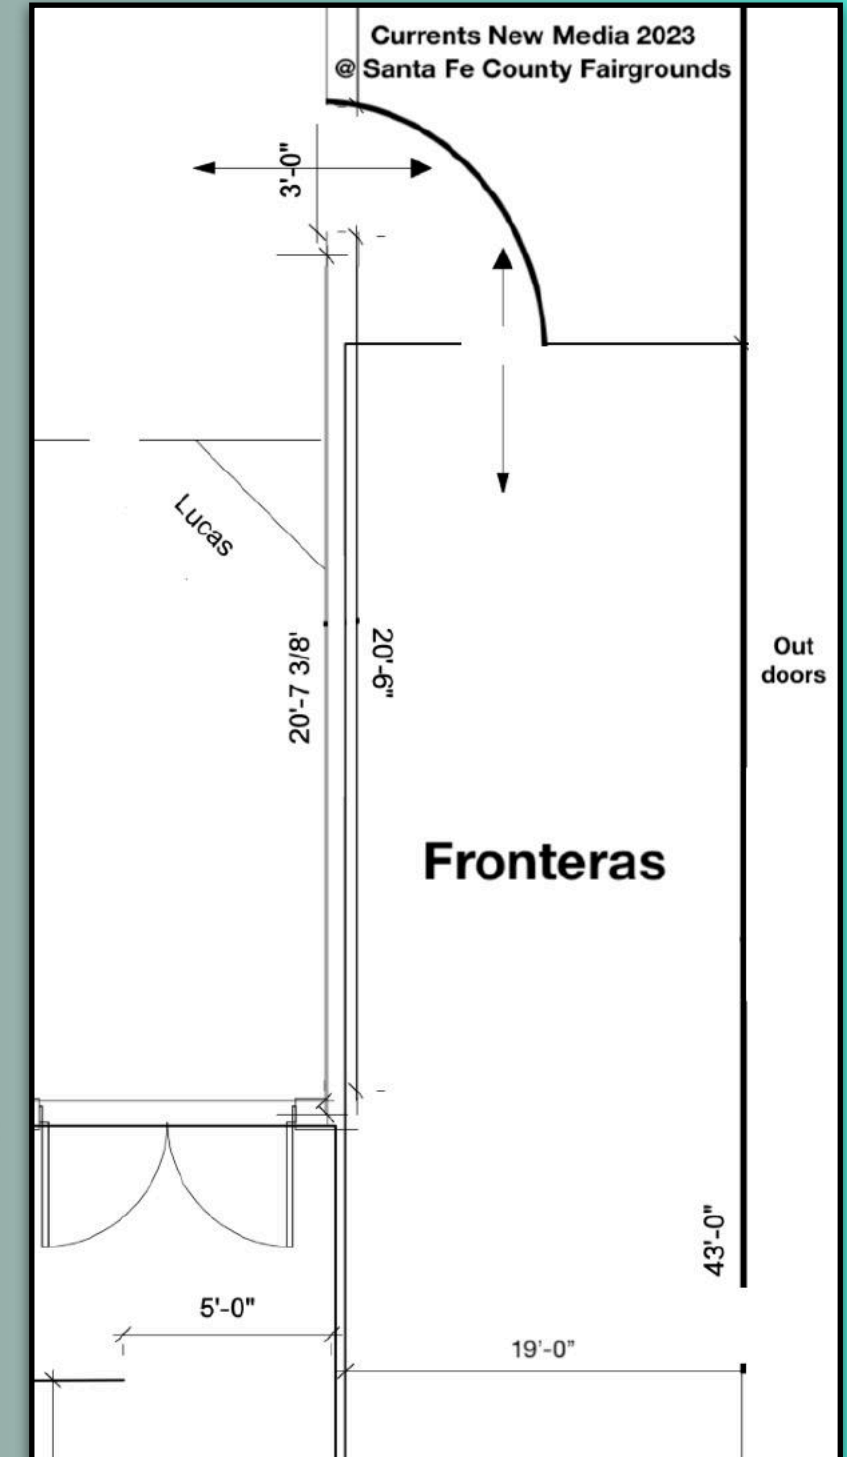 Currents New Media 2023
@ Santa Fe County Fairgrounds
3'-0"
Lucas
20'-7 3/8'
20'-6"
Out
doors
Fronteras
43'-0"
5'-0"
19'-0"